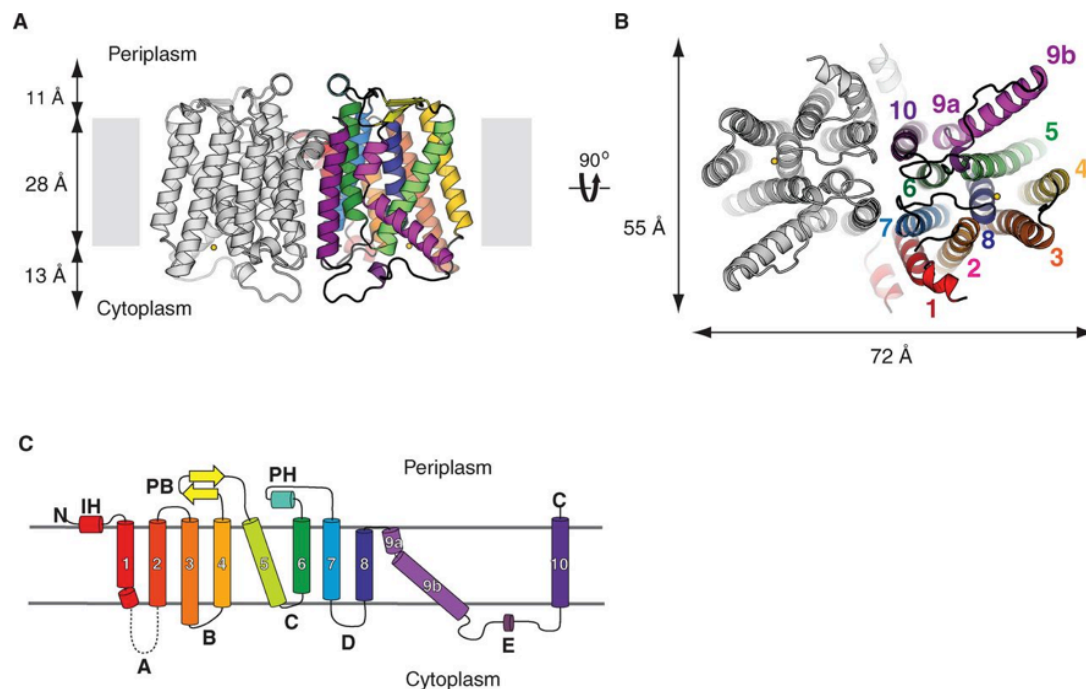 A
Periplasm
11 Å
28 Å
13 Å
Cytoplasm
90°
B
55 Å
72 Å
9b
9a
10
5
4
6
7
8
3
2
1
C
Periplasm
PB
PH
C
N
IH
1
2
3
4
5
6
7
8
9a
9b
10
A
B
C
D
E
Cytoplasm